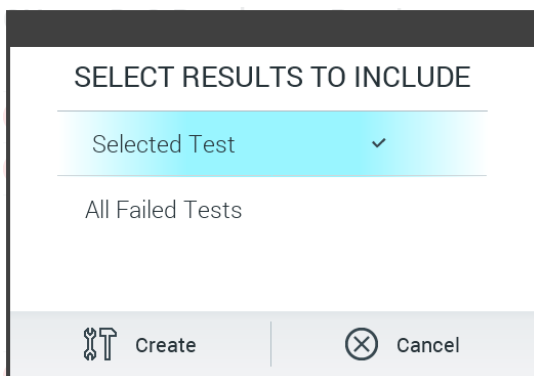 SELECT RESULTS TO INCLUDE
Selected Test
All Failed Tests
Create Cancel